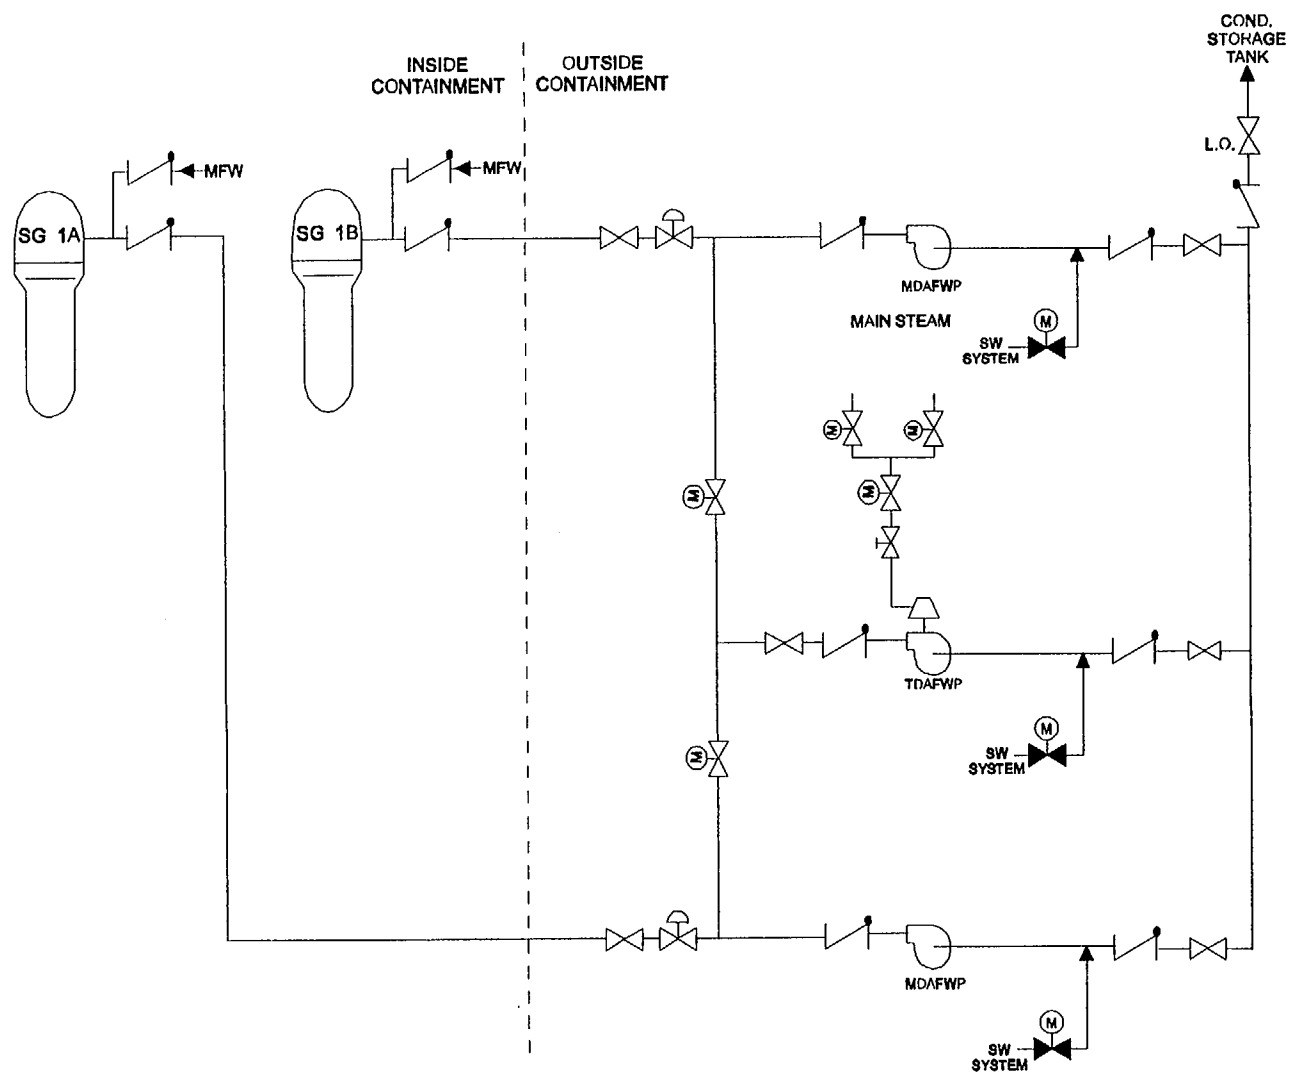 COND.
STORAGE
TANK
INSIDE
CONTAINMENT
OUTSIDE
CONTAINMENT
L.O.
MFW
MFW
SG 1A
SG 1B
MDAFWP
MAIN STEAM
M
SW
SYSTEM
M
M
M
M
TDAFWP
M
SW
SYSTEM
M
MDAFWP
M
SW
SYSTEM